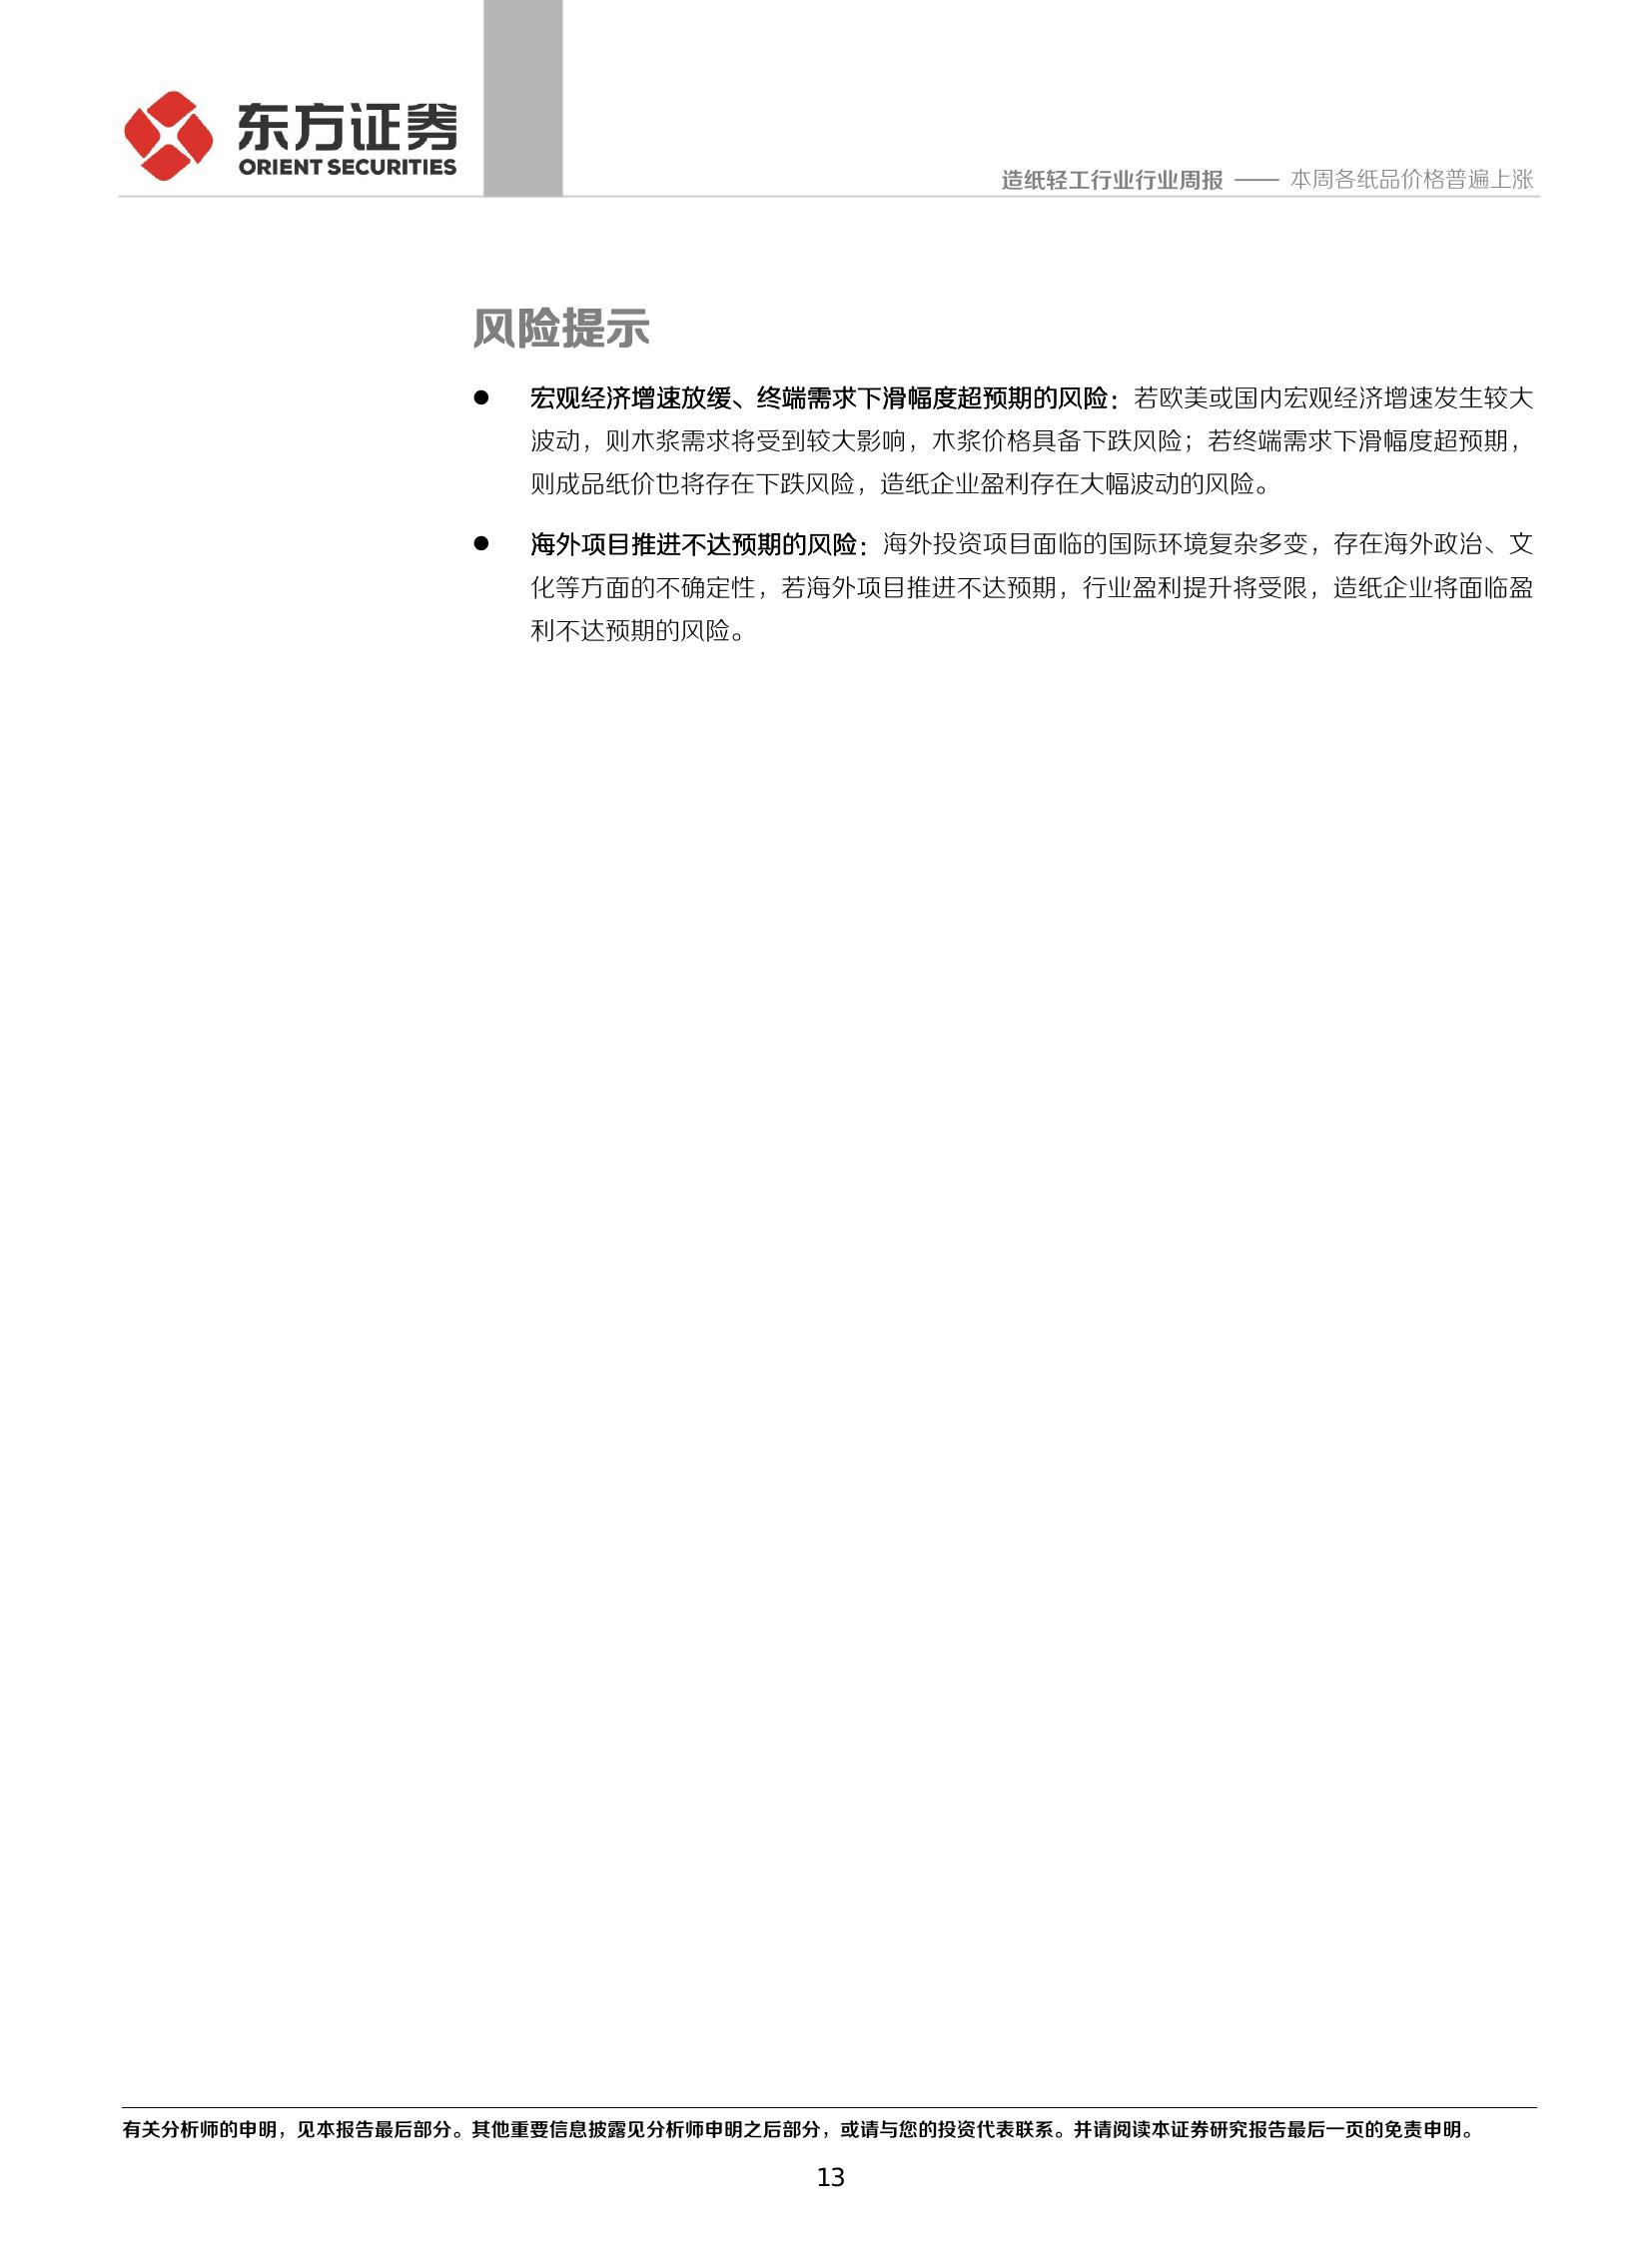 东方证券
ORIENT SECURITIES
造纸轻工行业行业周报 —— 本周各纸品价格普遍上涨
风险提示
● 宏观经济增速放缓、终端需求下滑幅度超预期的风险：若欧美或国内宏观经济增速发生较大
波动，则木浆需求将受到较大影响，木浆价格具备下跌风险；若终端需求下滑幅度超预期，
则成品纸价也将存在下跌风险，造纸企业盈利存在大幅波动的风险。
● 海外项目推进不达预期的风险：海外投资项目面临的国际环境复杂多变，存在海外政治、文
化等方面的不确定性，若海外项目推进不达预期，行业盈利提升将受限，造纸企业将面临盈
利不达预期的风险。
有关分析师的申明，见本报告最后部分。其他重要信息披露见分析师申明之后部分，或请与您的投资代表联系。并请阅读本证券研究报告最后一页的免责申明。
13